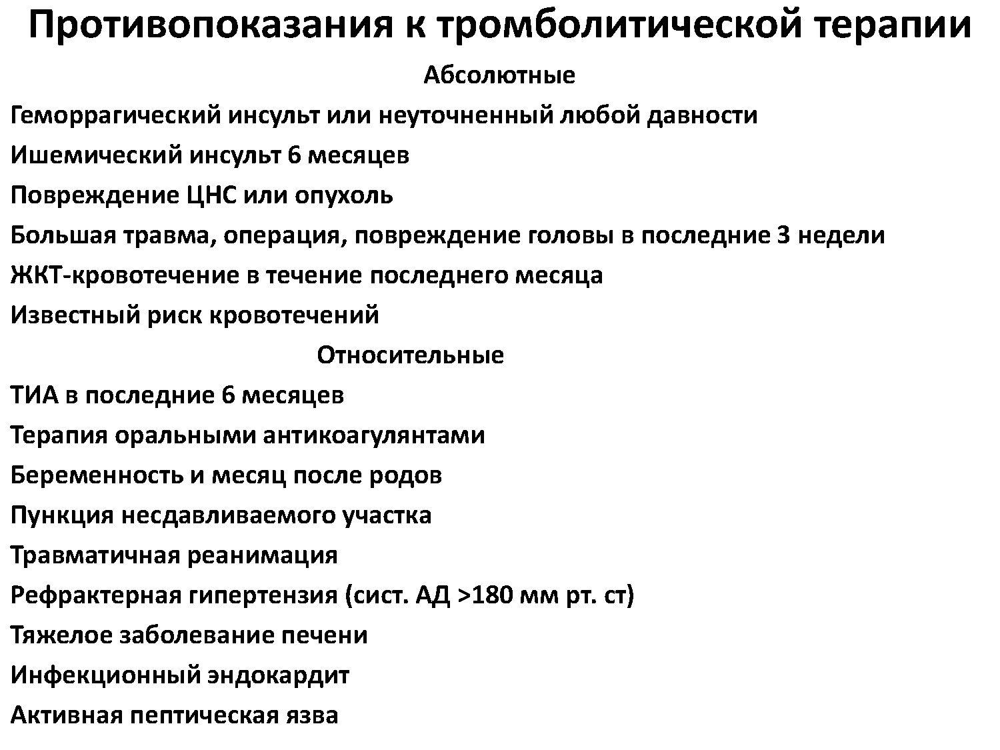 Противопоказания к тромболитической терапии
Абсолютные
Геморрагический инсульт или неуточненный любой давности
Ишемический инсульт 6 месяцев
Повреждение ЦНС или опухоль
Большая травма, операция, повреждение головы в последние 3 недели
ЖКТ-кровотечение в течение последнего месяца
Известный риск кровотечений
Относительные
ТИА в последние 6 месяцев
Терапия оральными антикоагулянтами
Беременность и месяц после родов
Пункция несдавливаемого участка
Травматичная реанимация
Рефрактерная гипертензия (сист. АД >180 мм рт. ст)
Тяжелое заболевание печени
Инфекционный эндокардит
Активная пептическая язва